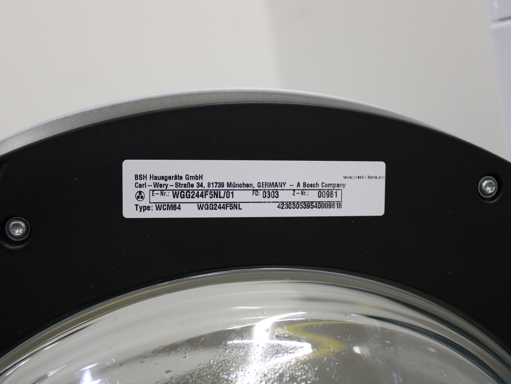 BSH Hausgeräte GmbH
Carl-Wery-Straße 34, 81739 München, GERMANY - A Bosch Company
E-Nr.: WGG244F5NL/01 FD: 0303 Z-Nr.: 00981
Type: WCM64 WGG244F5NL